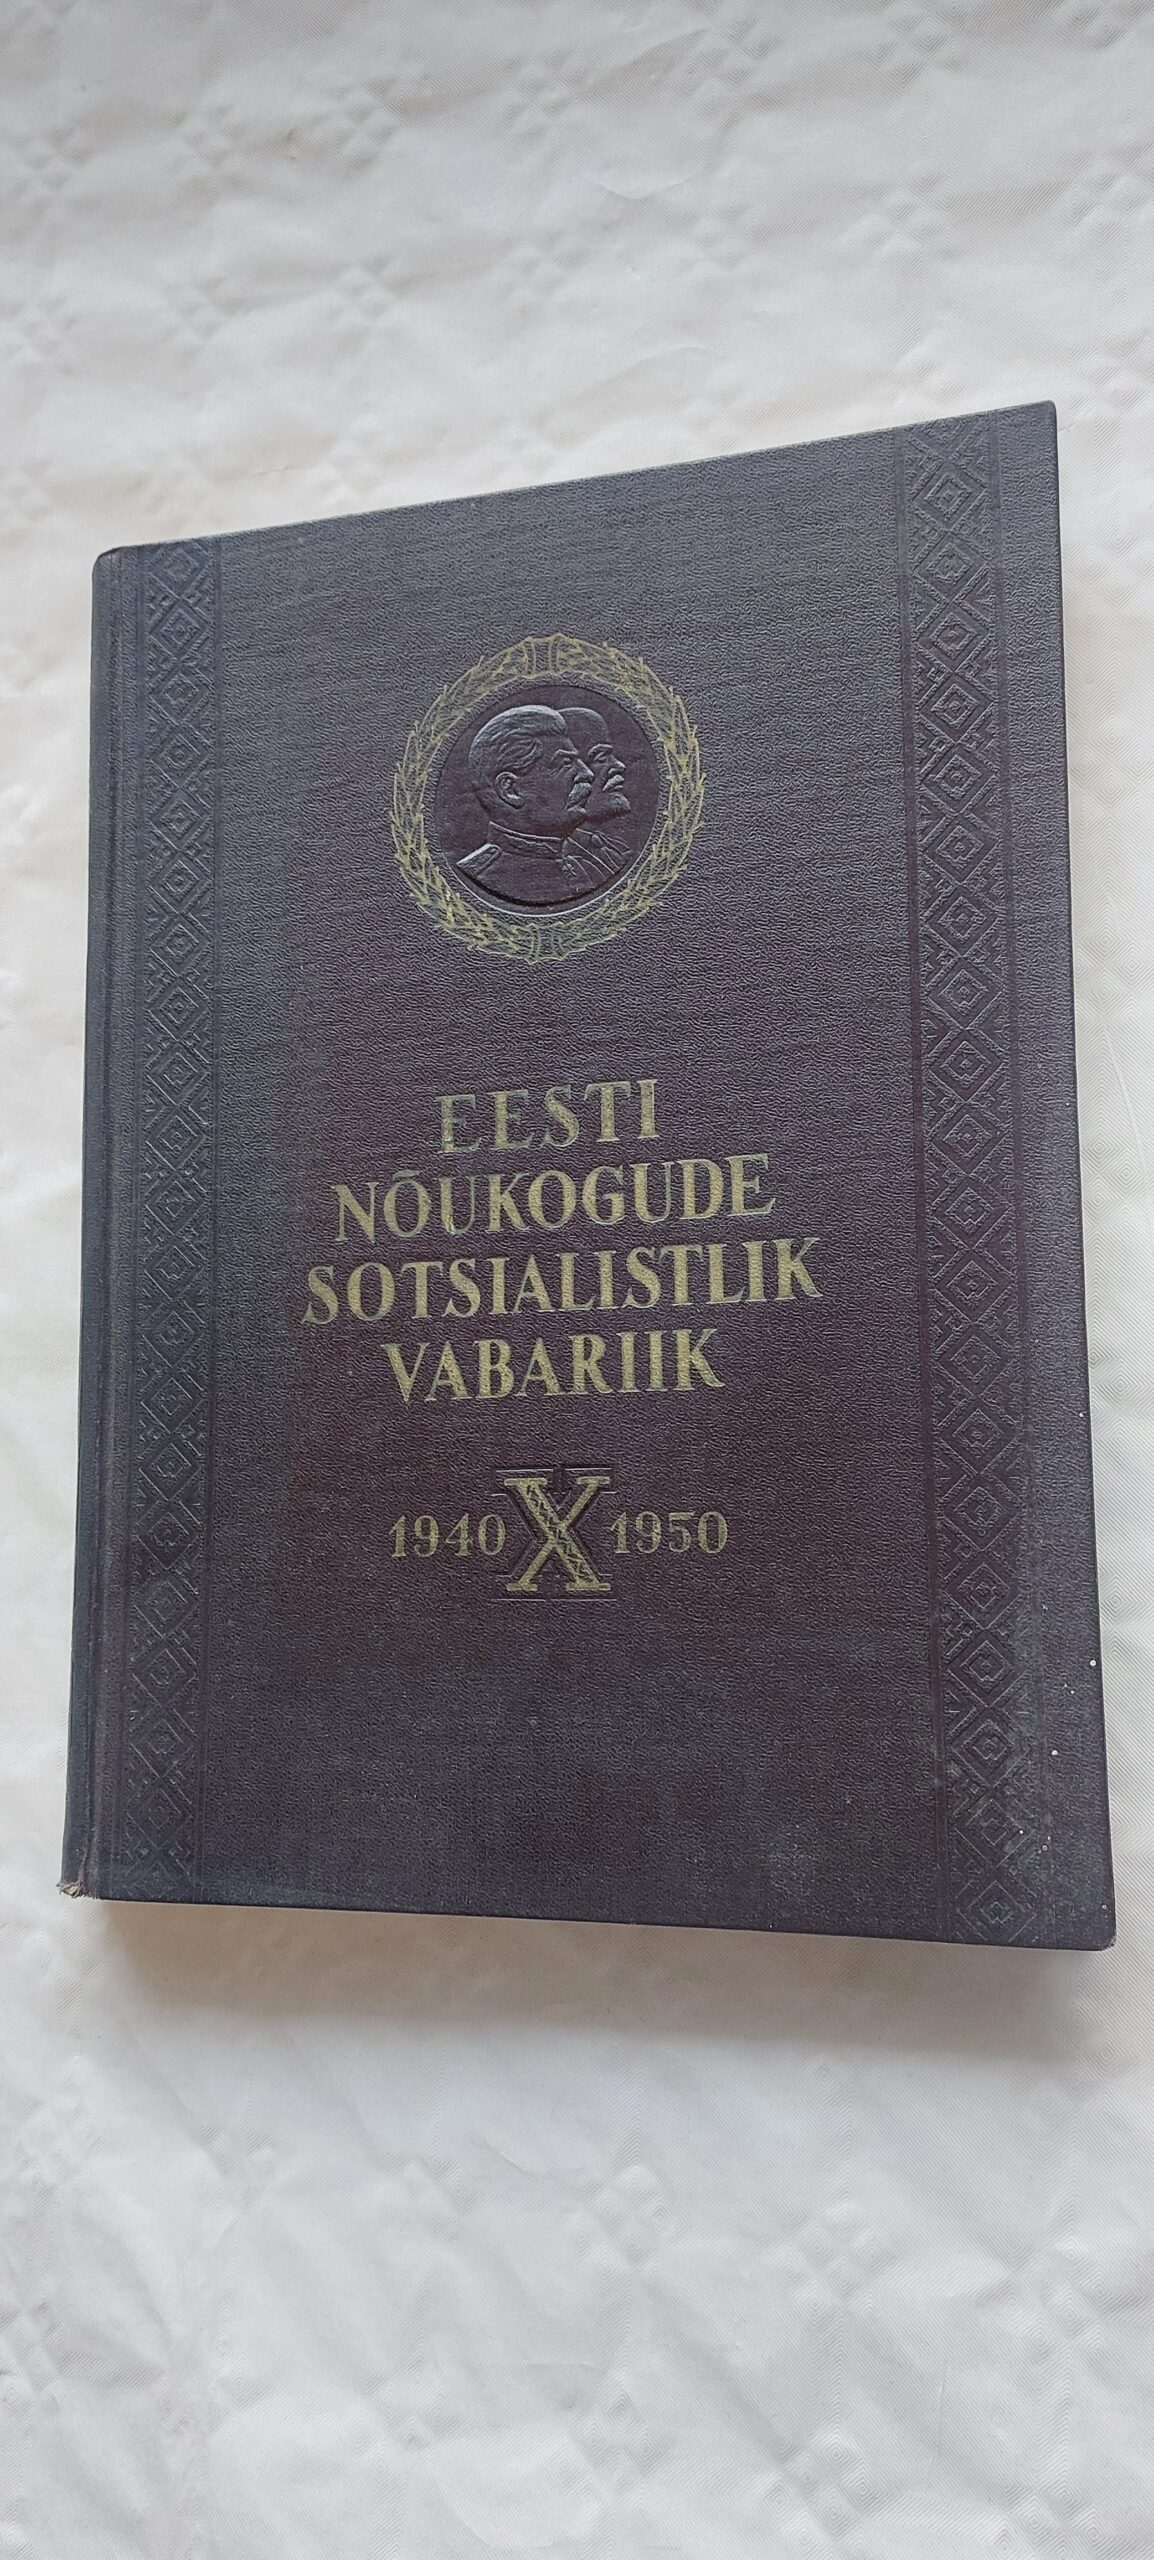 EESTI
NÕUKOGUDE
SOTSIALISTLIK
VABARIIK
1940 X 1950